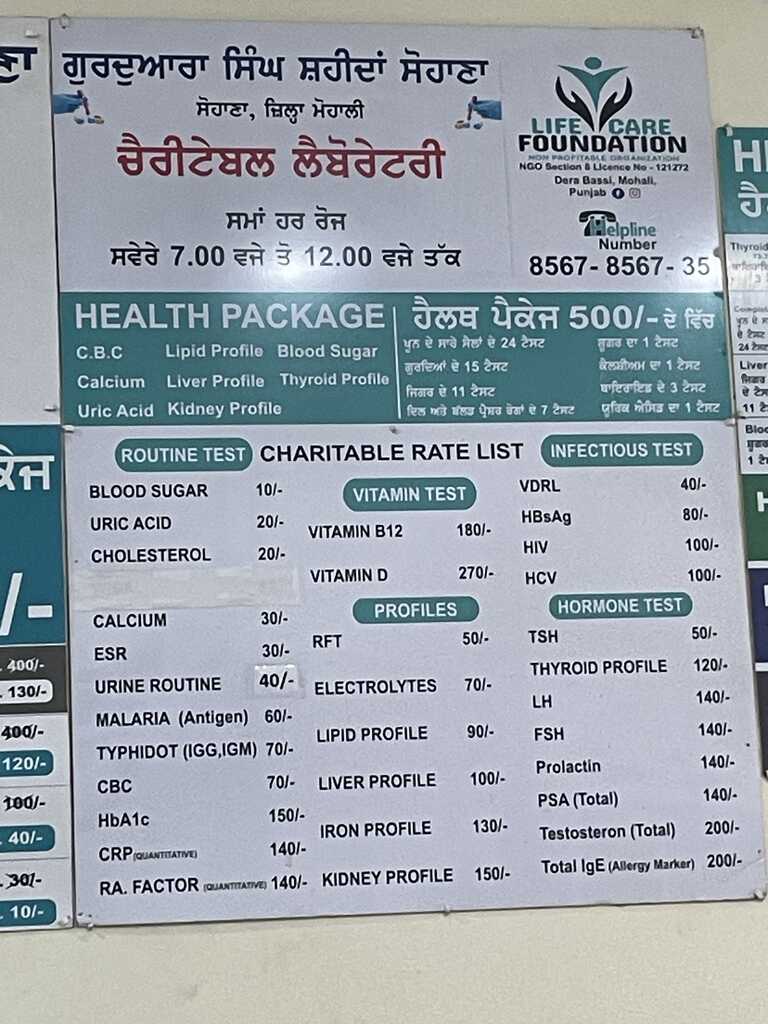 ਗੁਰਦੁਆਰਾ ਸਿੰਘ ਸ਼ਹੀਦਾਂ ਸੋਹਾਣਾ
ਸੋਹਾਣਾ, ਜ਼ਿਲ੍ਹਾ ਮੋਹਾਲੀ
ਚੈਰੀਟੇਬਲ ਲੈਬੋਰੇਟਰੀ
ਸਮਾਂ ਹਰ ਰੋਜ
ਸਵੇਰੇ 7.00 ਵਜੇ ਤੋ 12.00 ਵਜੇ ਤੱਕ
LIFE CARE
FOUNDATION
NON PROFITABLE ORGANIZATION
NGO Section 8 Licence No - 121272
Dera Bassi, Mohali,
Punjab
Helpline
Number
8567- 8567- 35
HEALTH PACKAGE
C.B.C Lipid Profile Blood Sugar
Calcium Liver Profile Thyroid Profile
Uric Acid Kidney Profile
ਹੈਲਥ ਪੈਕੇਜ 500/- ਦੇ ਵਿੱਚ
ਖੂਨ ਦੇ ਸਾਰੇ ਸੈਲਾਂ ਦੇ 24 ਟੈਸਟ ਸ਼ੂਗਰ ਦਾ 1 ਟੈਸਟ
ਗੁਰਦਿਆਂ ਦੇ 15 ਟੈਸਟ ਕੈਲਸ਼ੀਅਮ ਦਾ 1 ਟੈਸਟ
ਜਿਗਰ ਦੇ 11 ਟੈਸਟ ਥਾਇਰਾਇਡ ਦੇ 3 ਟੈਸਟ
ਦਿਲ ਅਤੇ ਬੱਲਡ ਪ੍ਰੈਸ਼ਰ ਰੋਗਾਂ ਦੇ 7 ਟੈਸਟ ਯੂਰਿਕ ਐਸਿਡ ਦਾ 1 ਟੈਸਟ
CHARITABLE RATE LIST
ROUTINE TEST
BLOOD SUGAR 10/-
URIC ACID 20/-
CHOLESTEROL 20/-
CALCIUM 30/-
ESR 30/-
URINE ROUTINE 40/-
MALARIA (Antigen) 60/-
TYPHIDOT (IGG,IGM) 70/-
CBC 70/-
HbA1c 150/-
CRP (QUANTITATIVE) 140/-
RA. FACTOR (QUANTITATIVE) 140/-
VITAMIN TEST
VITAMIN B12 180/-
VITAMIN D 270/-
PROFILES
RFT 50/-
ELECTROLYTES 70/-
LIPID PROFILE 90/-
LIVER PROFILE 100/-
IRON PROFILE 130/-
KIDNEY PROFILE 150/-
INFECTIOUS TEST
VDRL 40/-
HBsAg 80/-
HIV 100/-
HCV 100/-
HORMONE TEST
TSH 50/-
THYROID PROFILE 120/-
LH 140/-
FSH 140/-
Prolactin 140/-
PSA (Total) 140/-
Testosteron (Total) 200/-
Total IgE (Allergy Marker) 200/-
/-
400/-
130/-
400/-
120/-
100/-
40/-
30/-
10/-
Thyroid
24
Liver
11